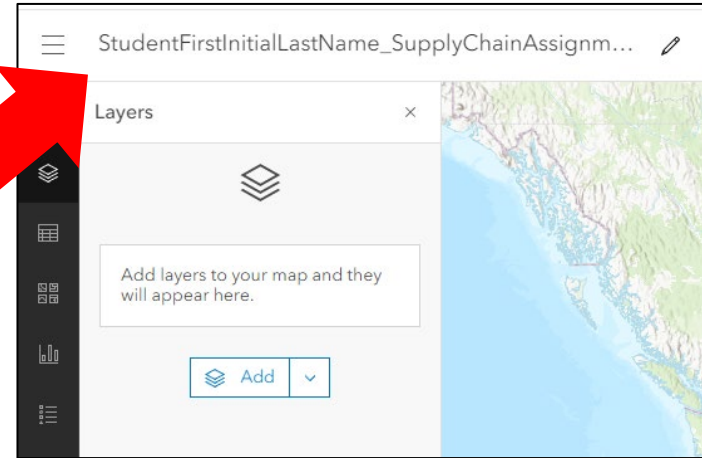 StudentFirstInitialLastName_SupplyChainAssignm...
Layers
Add layers to your map and they
will appear here.
Add